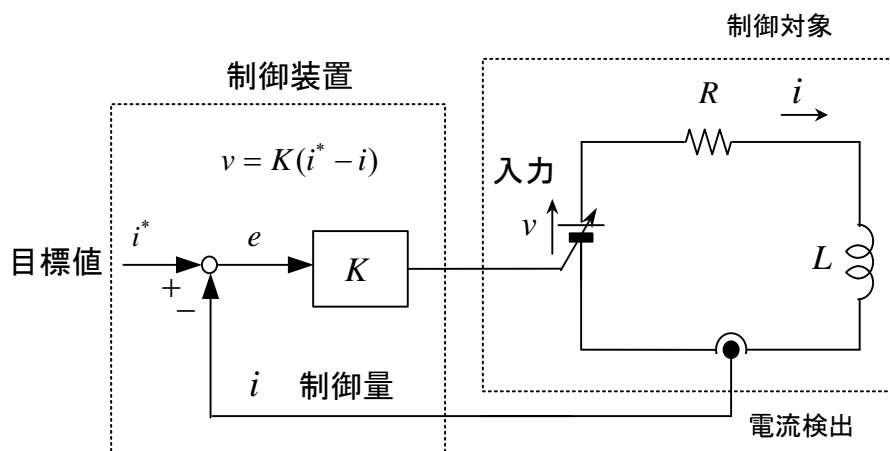 制御対象
制御装置
R
i
v = K(i* − i)
入力
v
i*
e
目標値
K
L
+
−
i 制御量
電流検出